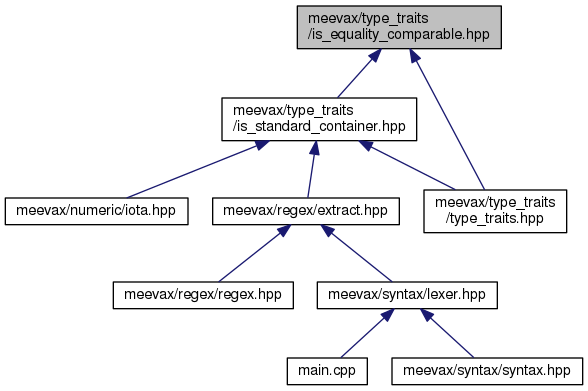 meevax/type_traits
/is_equality_comparable.hpp
meevax/type_traits
/is_standard_container.hpp
meevax/numeric/iota.hpp
meevax/regex/extract.hpp
meevax/type_traits
/type_traits.hpp
meevax/regex/regex.hpp
meevax/syntax/lexer.hpp
main.cpp
meevax/syntax/syntax.hpp